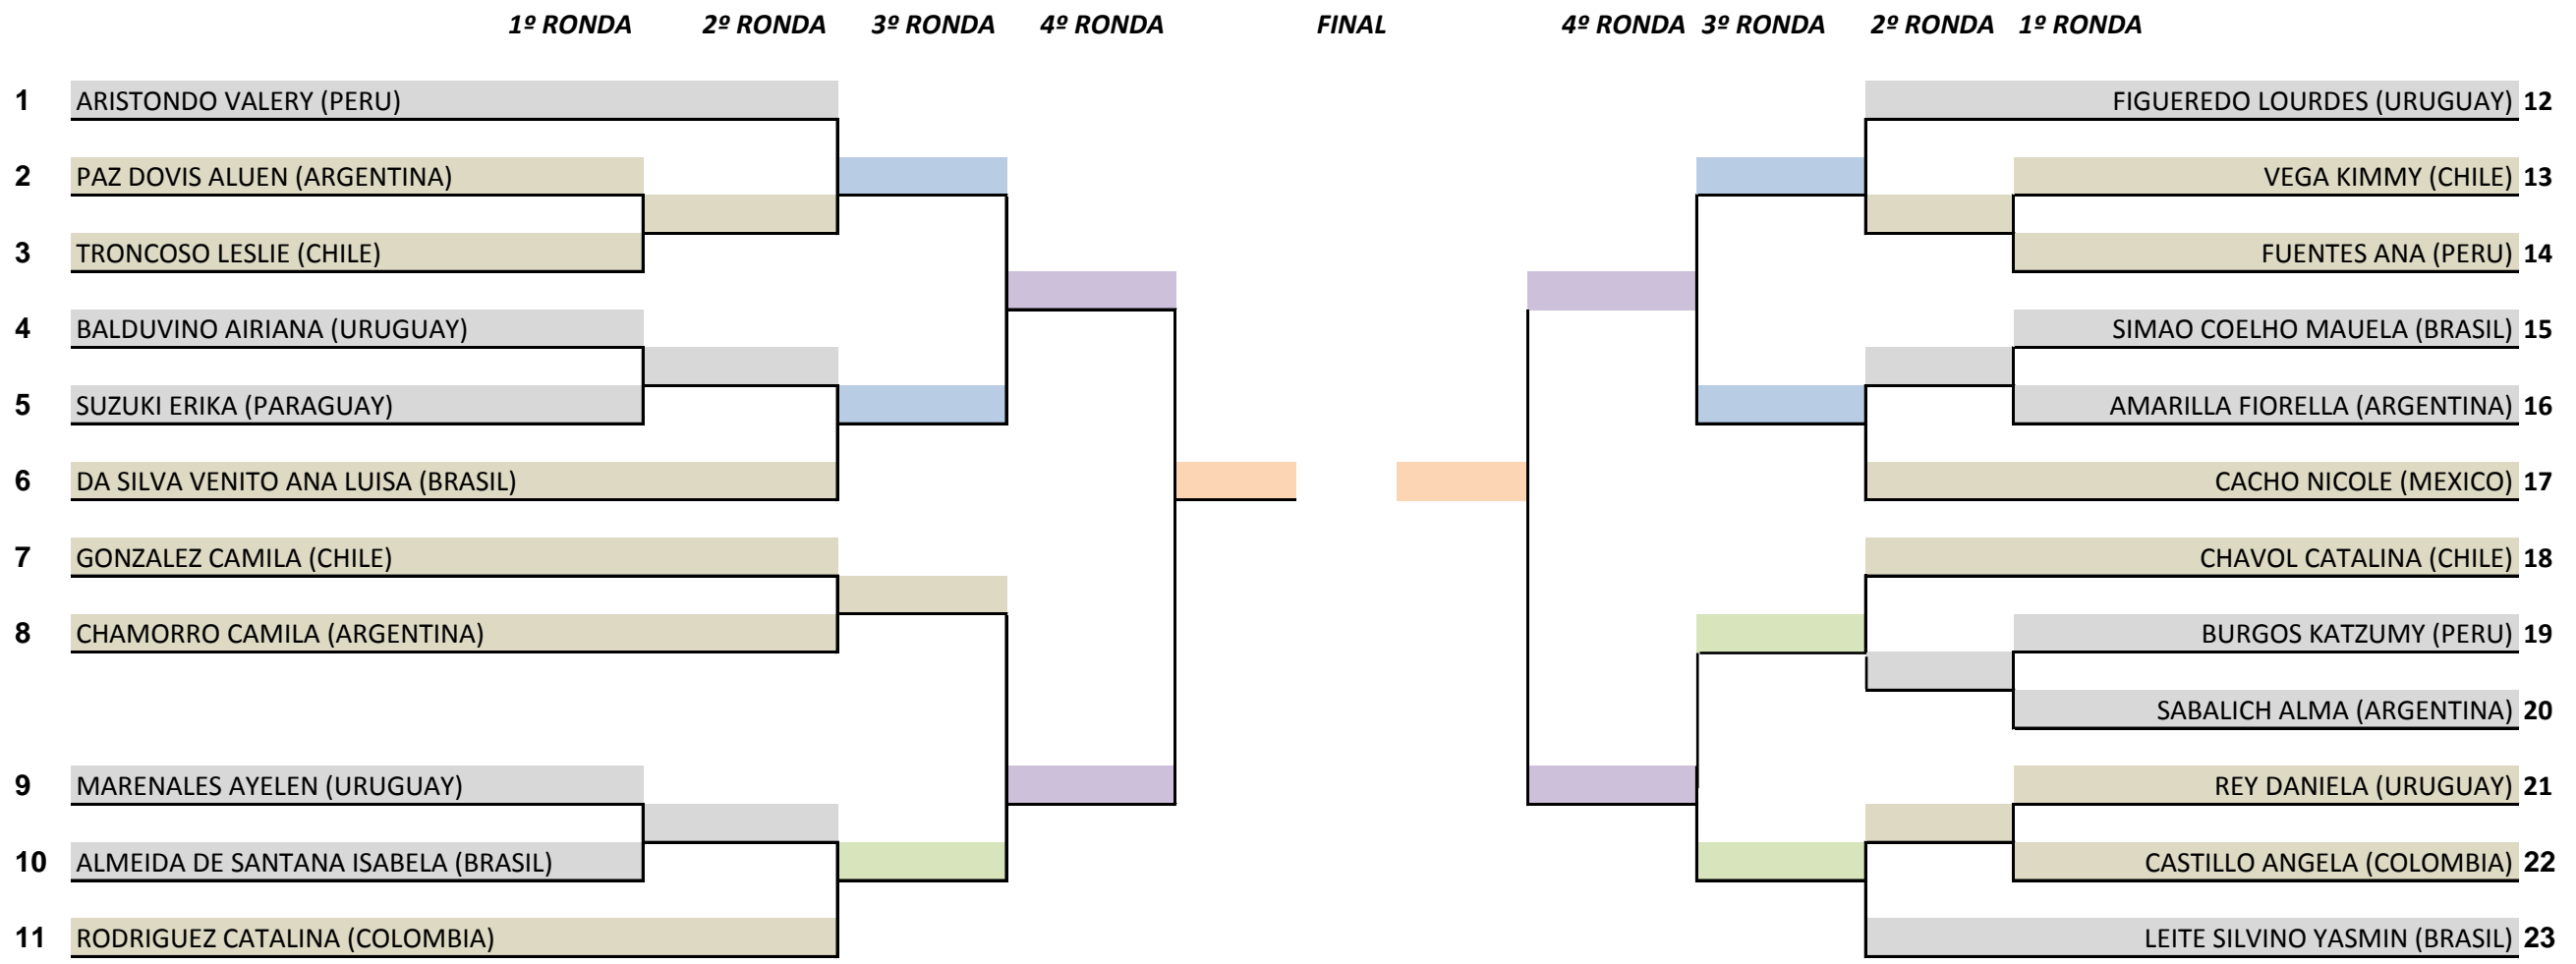 1º RONDA 2º RONDA 3º RONDA 4º RONDA FINAL 4º RONDA 3º RONDA 2º RONDA 1º RONDA
1 ARISTONDO VALERY (PERU) FIGUEREDO LOURDES (URUGUAY) 12
2 PAZ DOVIS ALUEN (ARGENTINA) VEGA KIMMY (CHILE) 13
3 TRONCOSO LESLIE (CHILE) FUENTES ANA (PERU) 14
4 BALDUVINO AIRIANA (URUGUAY) SIMAO COELHO MAUELA (BRASIL) 15
5 SUZUKI ERIKA (PARAGUAY) AMARILLA FIORELLA (ARGENTINA) 16
6 DA SILVA VENITO ANA LUISA (BRASIL) CACHO NICOLE (MEXICO) 17
7 GONZALEZ CAMILA (CHILE) CHAVOL CATALINA (CHILE) 18
8 CHAMORRO CAMILA (ARGENTINA) BURGOS KATZUMY (PERU) 19
SABALICH ALMA (ARGENTINA) 20
9 MARENALES AYELEN (URUGUAY) REY DANIELA (URUGUAY) 21
10 ALMEIDA DE SANTANA ISABELA (BRASIL) CASTILLO ANGELA (COLOMBIA) 22
11 RODRIGUEZ CATALINA (COLOMBIA) LEITE SILVINO YASMIN (BRASIL) 23